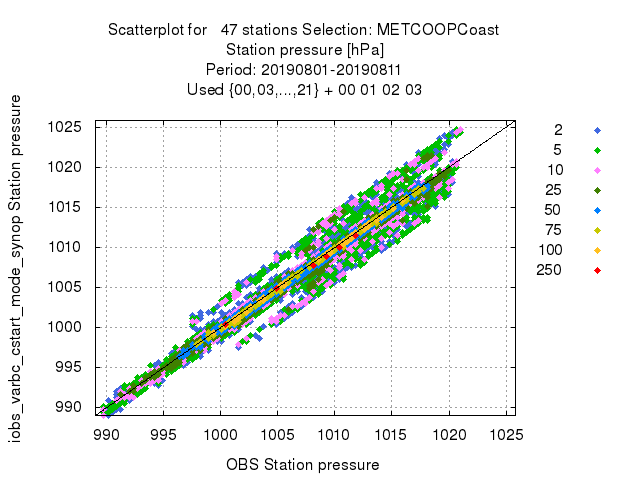 Scatterplot for 47 stations Selection: METCOOPCoast
Station pressure [hPa]
Period: 20190801-20190811
Used {00,03,...,21} + 00 01 02 03
iobs_varbc_cstart_mode_synop Station pressure
1025
1020
1015
1010
1005
1000
995
990
990 995 1000 1005 1010 1015 1020 1025
OBS Station pressure
2
5
10
25
50
75
100
250